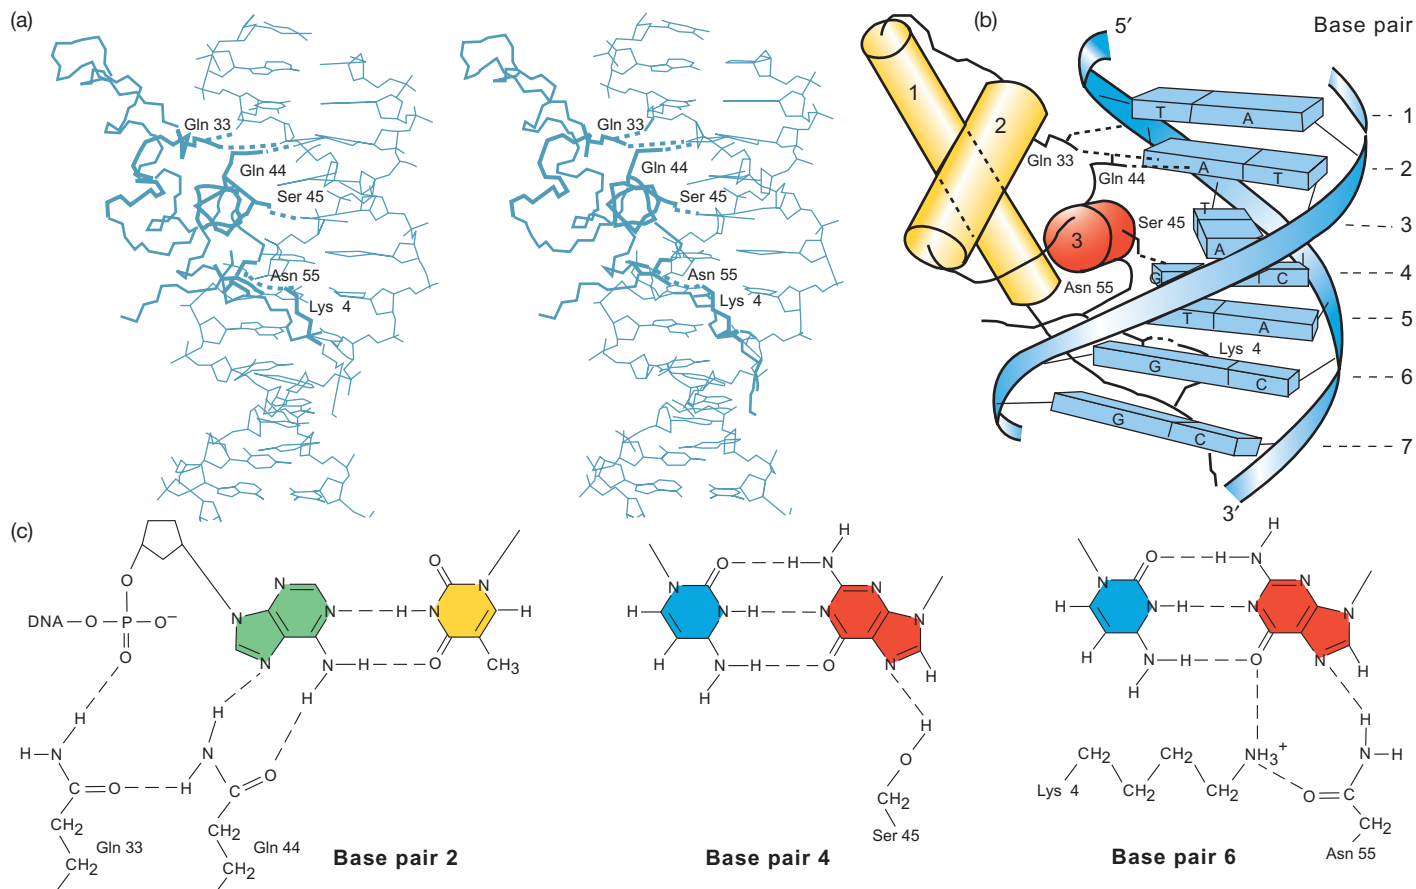 (a)
Gln 33
Gln 44
Ser 45
Asn 55
Lys 4
Gln 33
Gln 44
Ser 45
Asn 55
Lys 4
(b)
5′
Base pair
1
2
3
Gln 33
Gln 44
Ser 45
Asn 55
Lys 4
T A
A T
T
A
G C
T A
G C
G C
1
2
3
4
5
6
7
3′
(c)
N N O N
DNA—O—P—O− N N H—N H
O N N—H O CH3
H H H
H—N N
C=O H C O
CH2 CH2
CH2 Gln 33 CH2 Gln 44
Base pair 2
H
O H—N
N N
H N—H N N
H N—H O N H
H H
O
CH2
Ser 45
Base pair 4
H
O H—N
N N
H N—H N N
H N—H O N H
H H
CH2 CH2 NH3+ N—H
Lys 4 CH2 CH2 O=C
CH2
Asn 55
Base pair 6